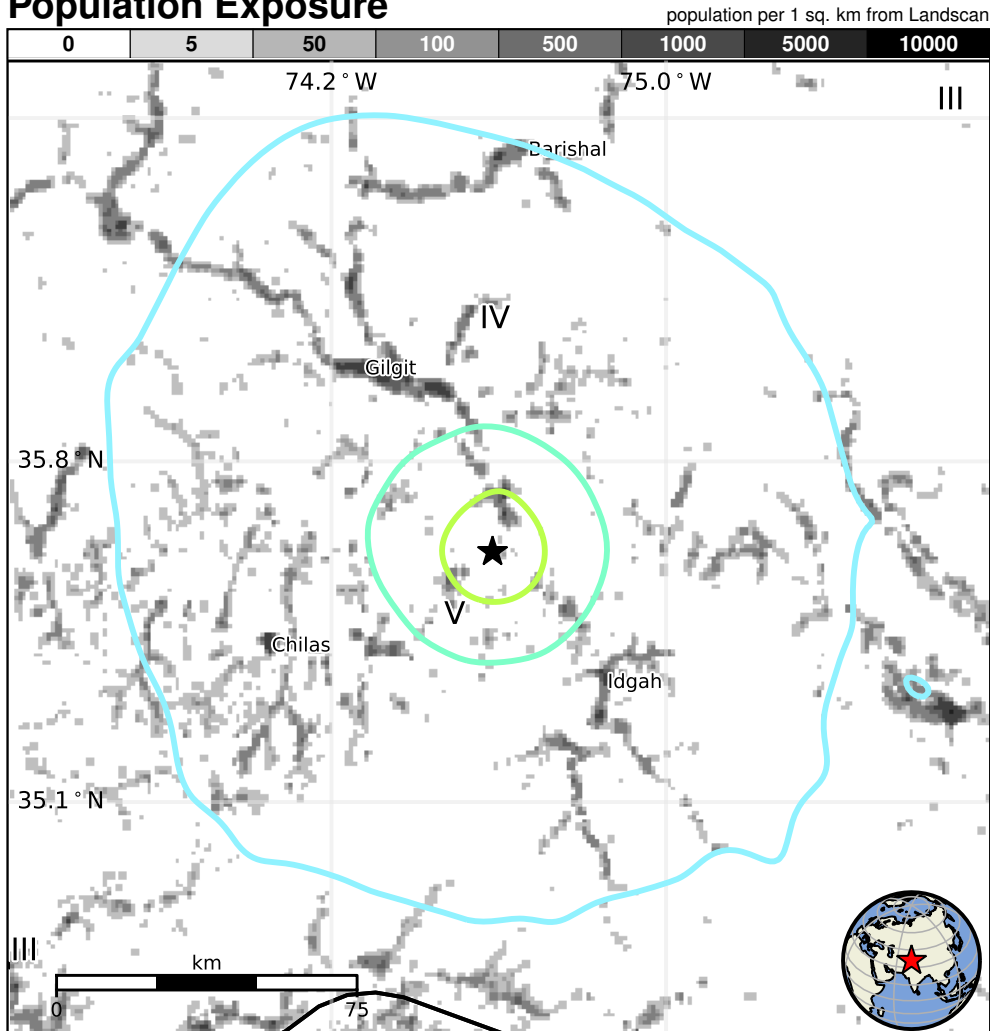 Population Exposure
population per 1 sq. km from Landscan
0 5 50 100 500 1000 5000 10000
74.2°W 75.0°W
III
Barishal
IV
Gilgit
35.8°N
V
Chilas
Idgah
35.1°N
III
km
0 75